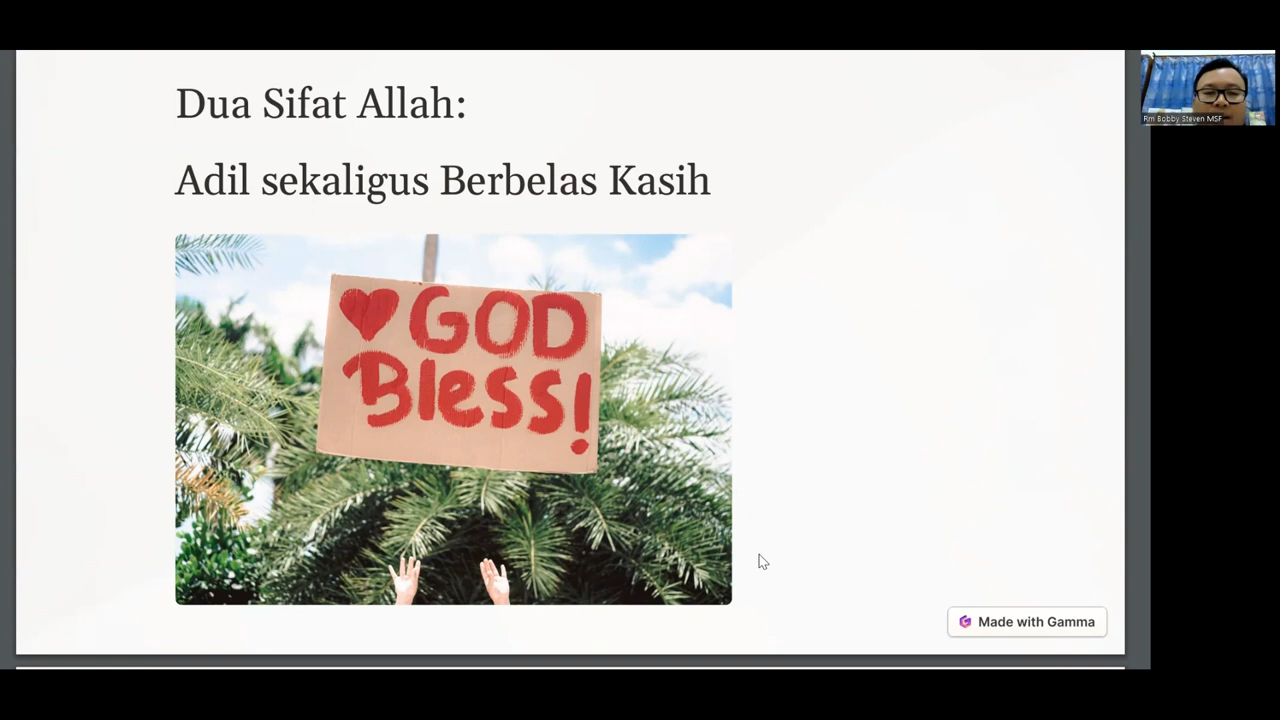 Dua Sifat Allah:
Adil sekaligus Berbelas Kasih
GOD
Bless!
Made with Gamma
Rm Bobby Steven MSF